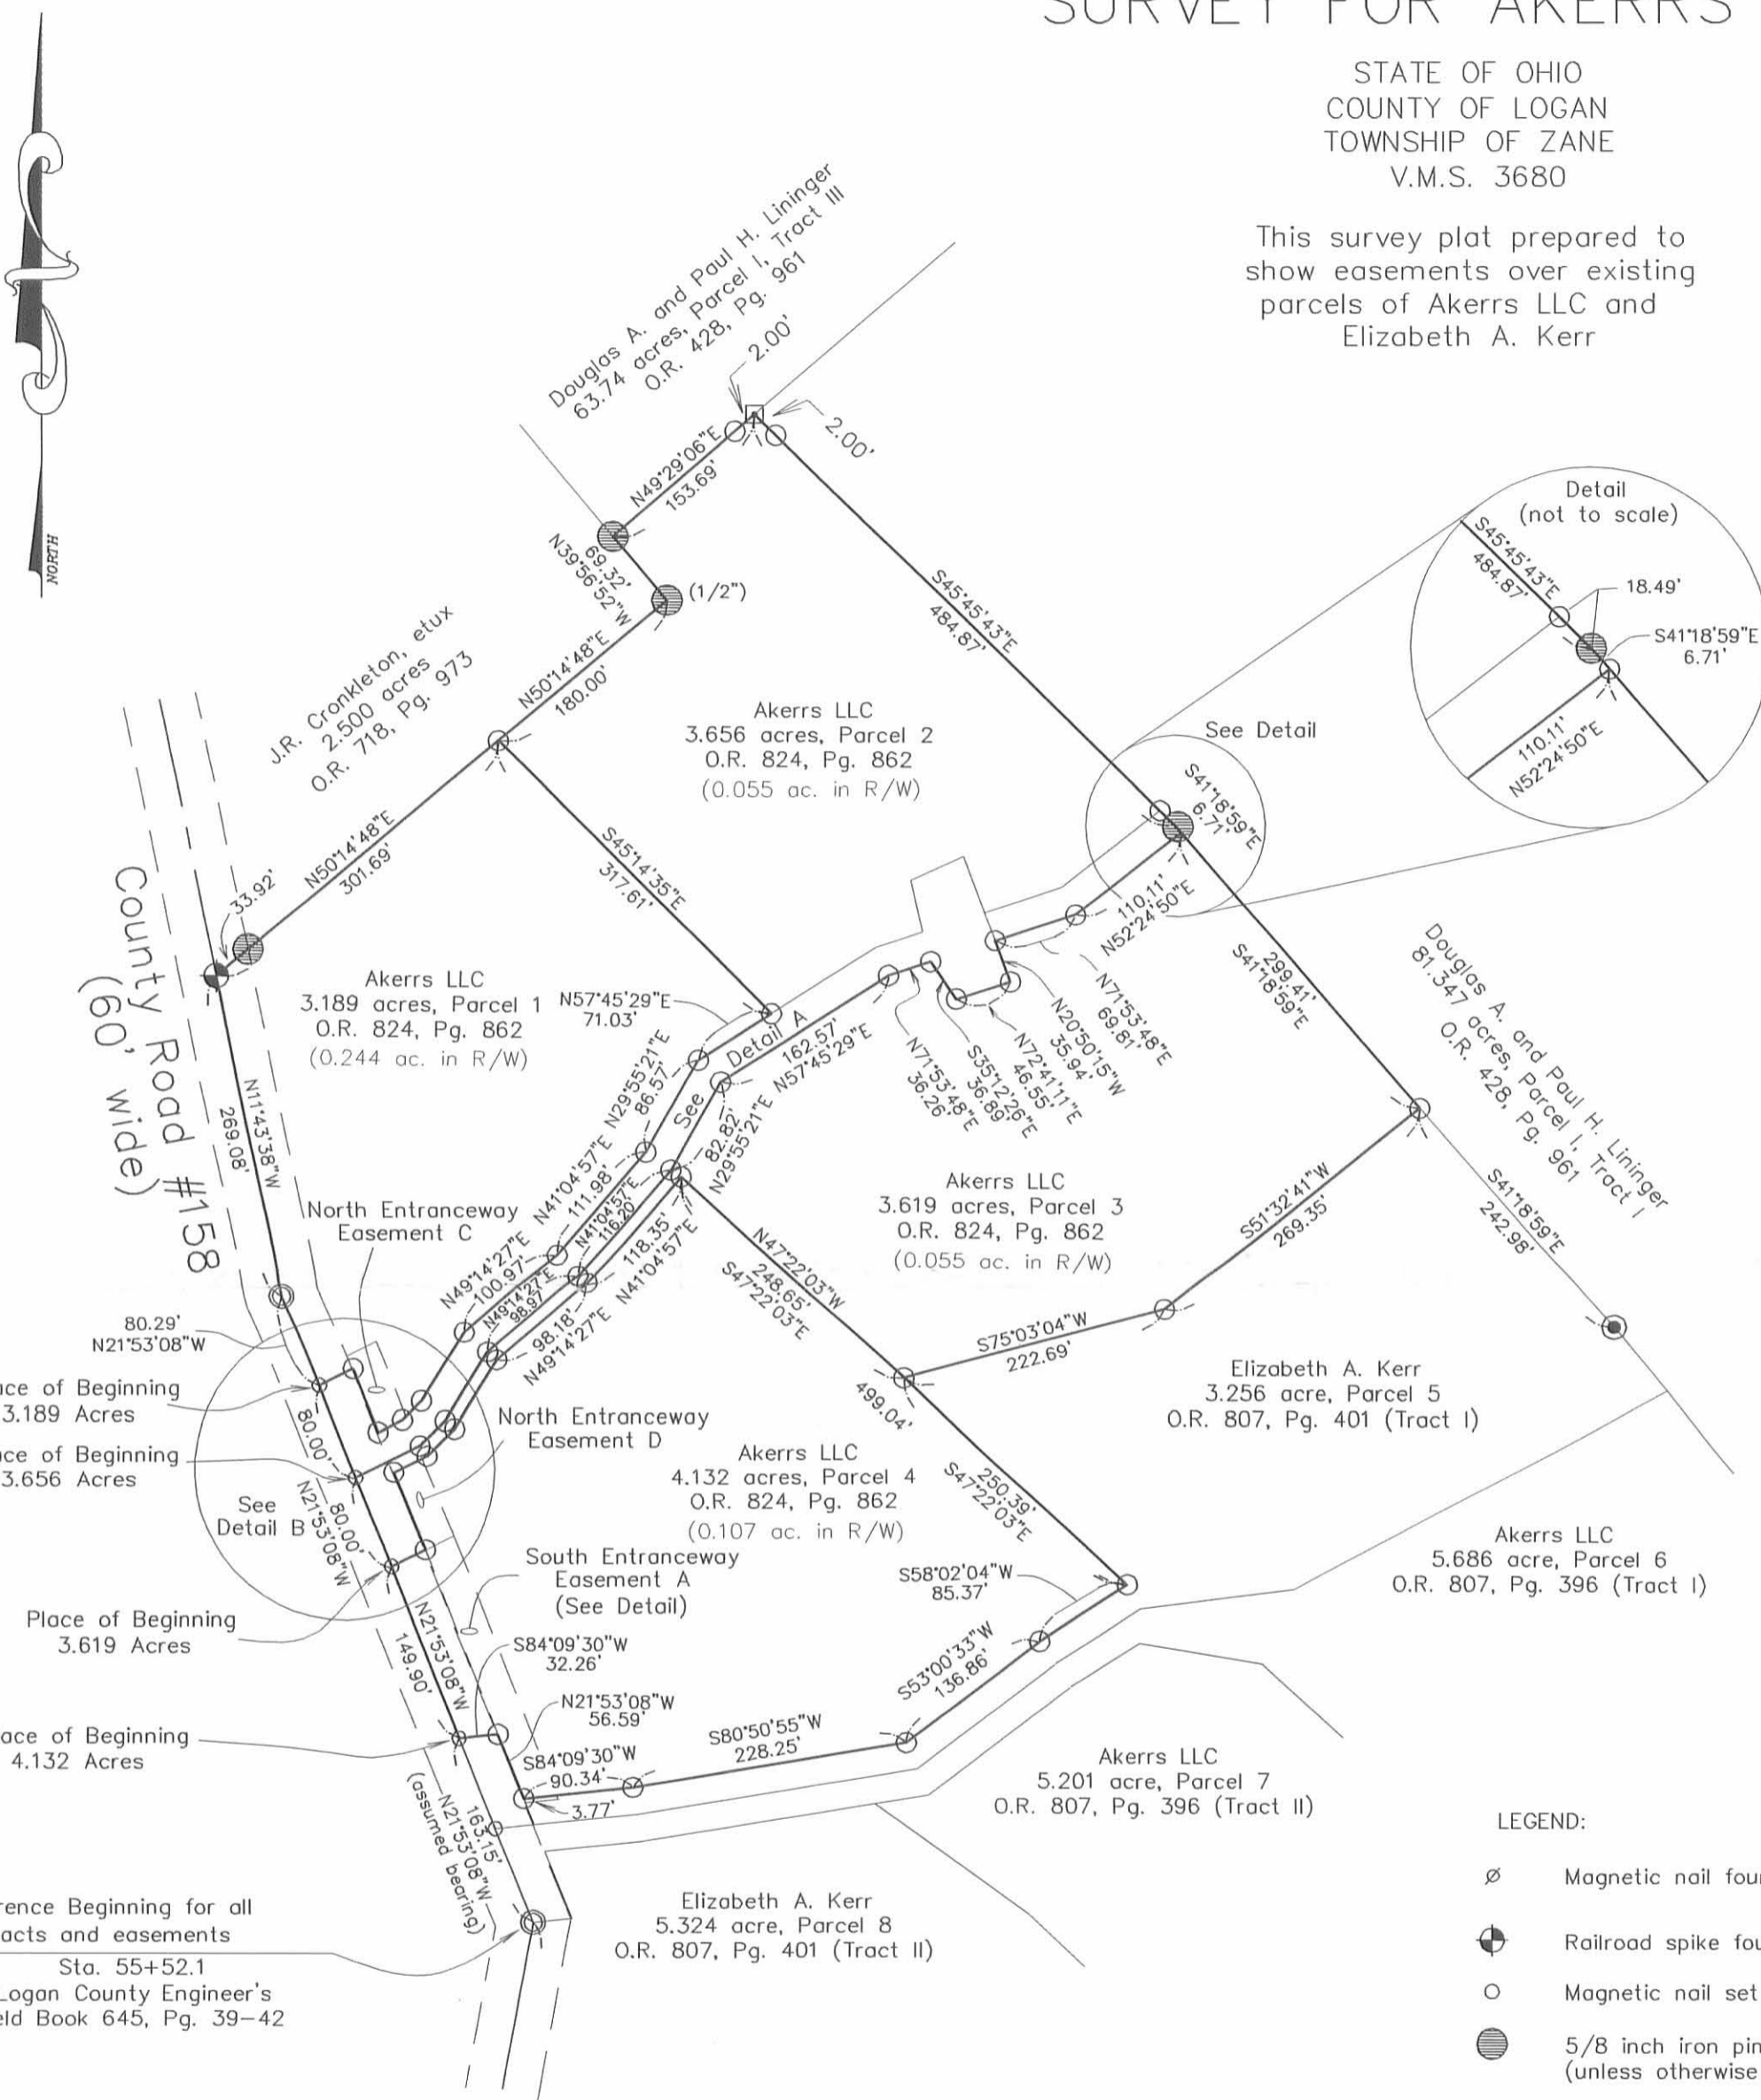 SURVEY FOR AKERRS
STATE OF OHIO
COUNTY OF LOGAN
TOWNSHIP OF ZANE
V.M.S. 3680
This survey plat prepared to
show easements over existing
parcels of Akerrs LLC and
Elizabeth A. Kerr
NORTH
Douglas A. and Paul H. Lininger
63.74 acres, Parcel I, Tract III
O.R. 428, Pg. 961
2.00'
2.00'
N49°29'06"E
153.69'
69.32'
N39°56'52"W
(1/2")
N50°14'48"E
180.00'
S45°45'43"E
484.87'
Detail
(not to scale)
S45°45'43"E
484.87'
18.49'
S41°18'59"E
6.71'
110.11'
N52°24'50"E
J.R. Cronkleton, etux
2.500 acres
O.R. 718, Pg. 973
Akerrs LLC
3.656 acres, Parcel 2
O.R. 824, Pg. 862
(0.055 ac. in R/W)
See Detail
S41°18'59"E
6.71'
N50°14'48"E
301.69'
33.92'
S45°14'35"E
317.61'
110.11'
N52°24'50"E
County Road #158
(60' wide)
Akerrs LLC
3.189 acres, Parcel 1
O.R. 824, Pg. 862
(0.244 ac. in R/W)
N57°45'29"E
71.03'
See Detail A
162.57'
N57°45'29"E
N71°53'48"E
36.26'
S35°12'26"E
36.89'
N72°41'11"E
46.55'
N20°50'15"W
35.94'
N71°53'48"E
69.81'
299.41'
S41°18'59"E
Douglas A. and Paul H. Lininger
81.347 acres, Parcel I, Tract I
O.R. 428, Pg. 961
N11°43'38"W
269.08'
N29°55'21"E
86.57'
82.82'
N29°55'21"E
N41°04'57"E
111.98'
N41°04'57"E
116.20'
118.35'
N41°04'57"E
Akerrs LLC
3.619 acres, Parcel 3
O.R. 824, Pg. 862
(0.055 ac. in R/W)
S51°32'41"W
269.35'
S41°18'59"E
242.98'
North Entranceway
Easement C
N49°14'27"E
100.97'
N49°14'27"E
98.97'
98.18'
N49°14'27"E
N47°22'03"W
248.65'
S47°22'03"E
S75°03'04"W
222.69'
80.29'
N21°53'08"W
ace of Beginning
3.189 Acres
Elizabeth A. Kerr
3.256 acre, Parcel 5
O.R. 807, Pg. 401 (Tract I)
499.04'
80.00'
North Entranceway
Easement D
ace of Beginning
3.656 Acres
Akerrs LLC
4.132 acres, Parcel 4
O.R. 824, Pg. 862
(0.107 ac. in R/W)
250.39'
S47°22'03"E
See
Detail B
80.00'
N21°53'08"W
Akerrs LLC
5.686 acre, Parcel 6
O.R. 807, Pg. 396 (Tract I)
South Entranceway
Easement A
(See Detail)
S58°02'04"W
85.37'
Place of Beginning
3.619 Acres
149.90'
N21°53'08"W
S84°09'30"W
32.26'
S53°00'33"W
136.86'
N21°53'08"W
56.59'
ace of Beginning
4.132 Acres
S80°50'55"W
228.25'
S84°09'30"W
90.34'
3.77'
Akerrs LLC
5.201 acre, Parcel 7
O.R. 807, Pg. 396 (Tract II)
163.15'
N21°53'08"W
(assumed bearing)
Elizabeth A. Kerr
5.324 acre, Parcel 8
O.R. 807, Pg. 401 (Tract II)
rence Beginning for all
acts and easements
Sta. 55+52.1
Logan County Engineer's
eld Book 645, Pg. 39-42
LEGEND:
Magnetic nail four
Railroad spike fou
Magnetic nail set
5/8 inch iron pin
(unless otherwise